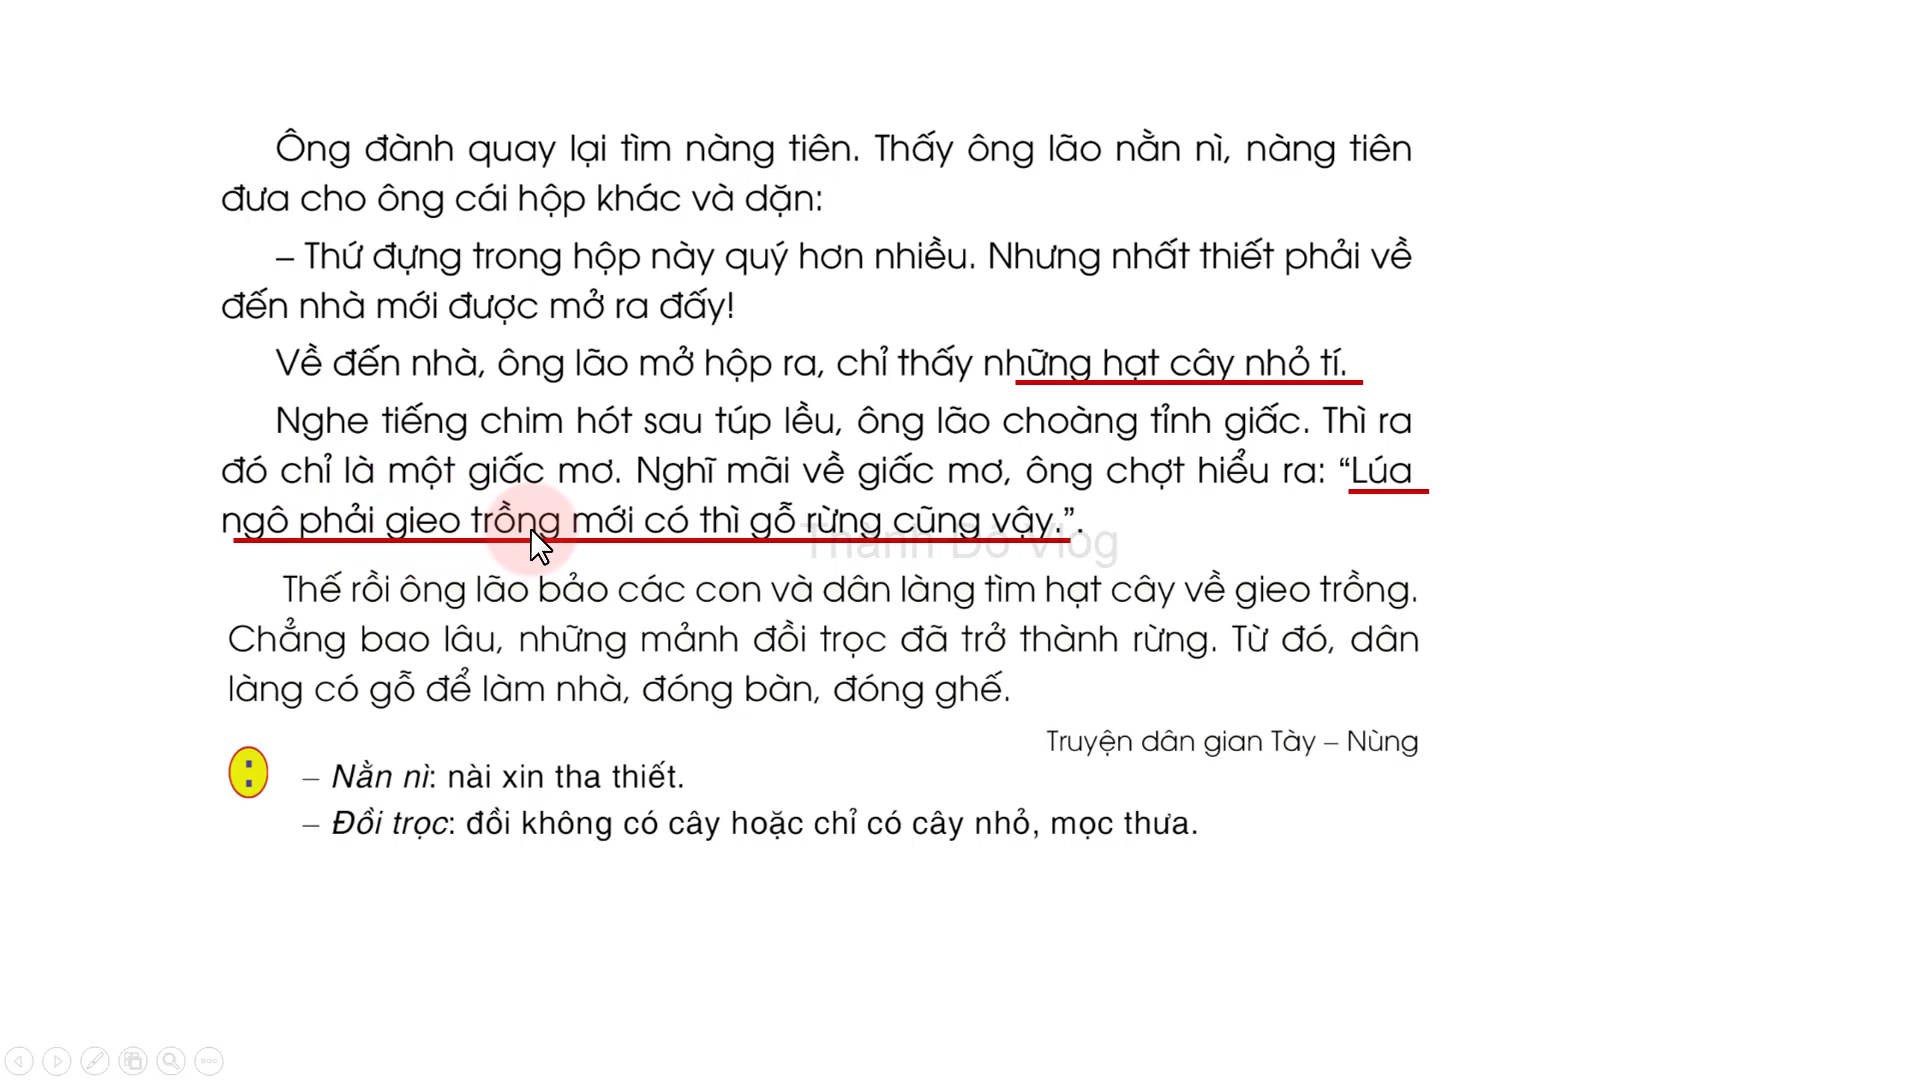 Ông đành quay lại tìm nàng tiên. Thấy ông lão nằn nì, nàng tiên
đưa cho ông cái hộp khác và dặn:
– Thứ đựng trong hộp này quý hơn nhiều. Nhưng nhất thiết phải về
đến nhà mới được mở ra đấy!
Về đến nhà, ông lão mở hộp ra, chỉ thấy những hạt cây nhỏ tí.
Nghe tiếng chim hót sau túp lều, ông lão choàng tỉnh giấc. Thì ra
đó chỉ là một giấc mơ. Nghĩ mãi về giấc mơ, ông chợt hiểu ra: “Lúa
ngô phải gieo trồng mới có thì gỗ rừng cũng vậy.”.
Thành Đô Vlog
Thế rồi ông lão bảo các con và dân làng tìm hạt cây về gieo trồng.
Chẳng bao lâu, những mảnh đồi trọc đã trở thành rừng. Từ đó, dân
làng có gỗ để làm nhà, đóng bàn, đóng ghế.
Truyện dân gian Tày – Nùng
: – Nằn nì: nài xin tha thiết.
– Đồi trọc: đồi không có cây hoặc chỉ có cây nhỏ, mọc thưa.